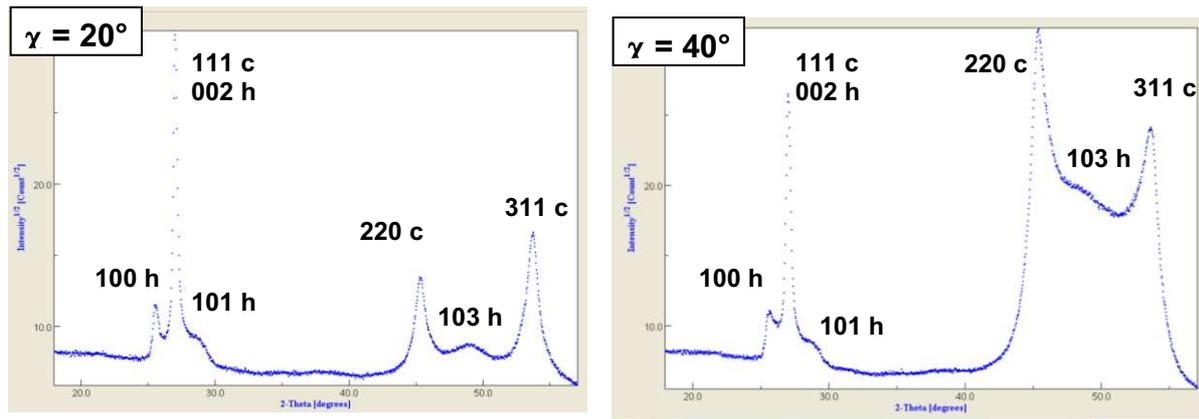 γ = 20°
111 c
002 h
311 c
220 c
100 h
101 h
103 h
20.0
10.0
Intensity^1/2 [Count^1/2]
20.0 30.0 40.0 50.0
2-Theta [degrees]
γ = 40°
111 c
002 h
220 c
311 c
103 h
100 h
101 h
20.0
10.0
Intensity^1/2 [Count^1/2]
20.0 30.0 40.0 50.0
2-Theta [degrees]